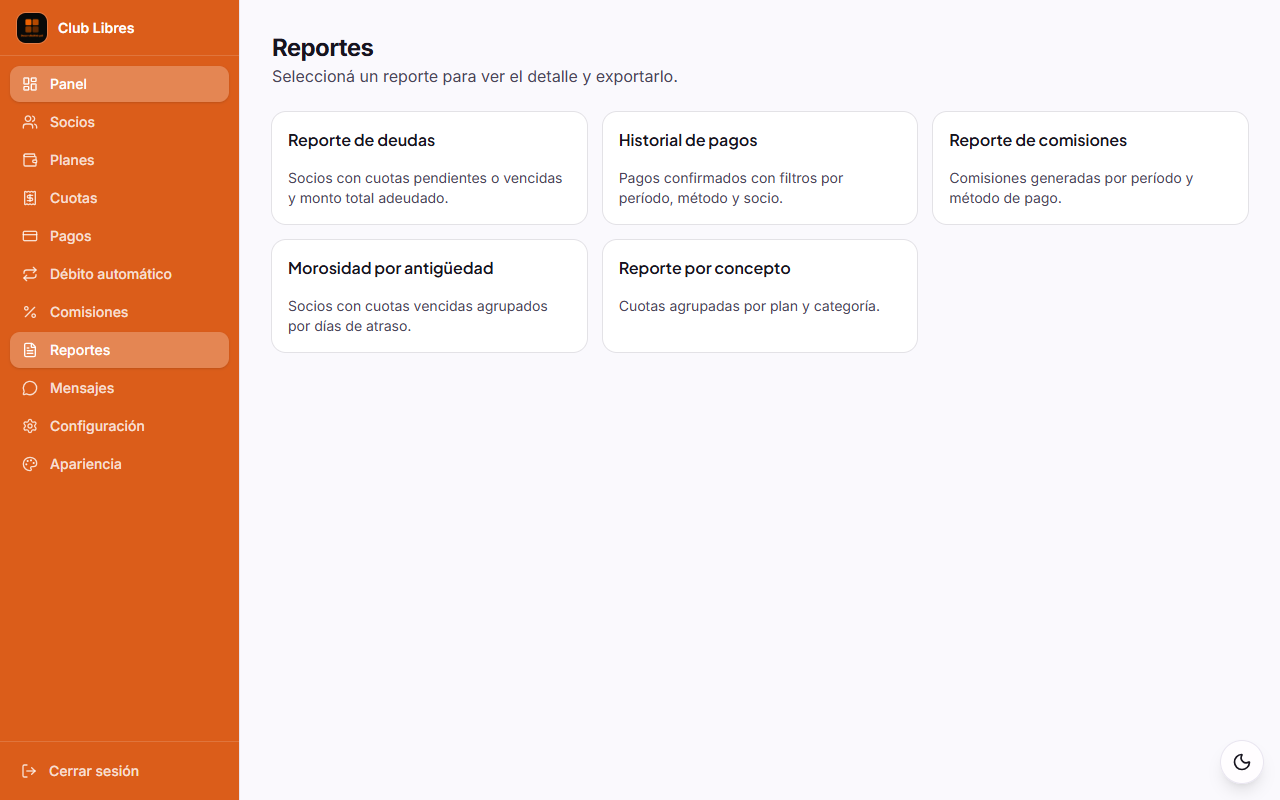 Club Libres
Panel
Socios
Planes
Cuotas
Pagos
Débito automático
Comisiones
Reportes
Mensajes
Configuración
Apariencia
Cerrar sesión
Reportes
Seleccioná un reporte para ver el detalle y exportarlo.
Reporte de deudas
Socios con cuotas pendientes o vencidas
y monto total adeudado.
Historial de pagos
Pagos confirmados con filtros por
período, método y socio.
Reporte de comisiones
Comisiones generadas por período y
método de pago.
Morosidad por antigüedad
Socios con cuotas vencidas agrupados
por días de atraso.
Reporte por concepto
Cuotas agrupadas por plan y categoría.